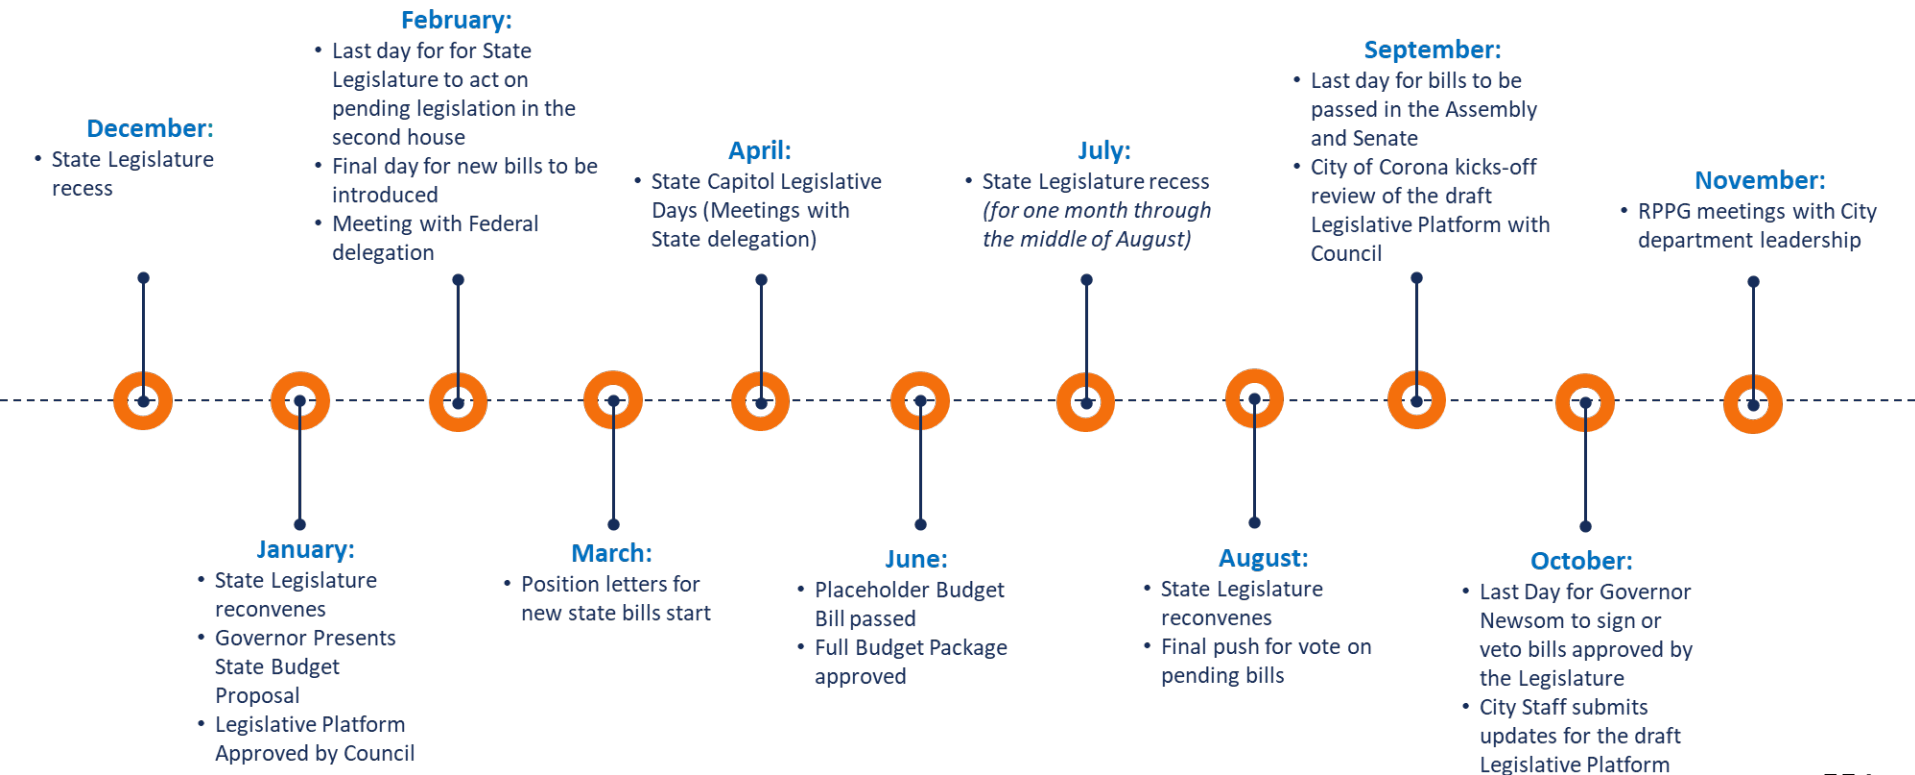 December:
• State Legislature
recess
January:
• State Legislature
reconvenes
• Governor Presents
State Budget
Proposal
• Legislative Platform
Approved by Council
February:
• Last day for for State
Legislature to act on
pending legislation in the
second house
• Final day for new bills to be
introduced
• Meeting with Federal
delegation
March:
• Position letters for
new state bills start
April:
• State Capitol Legislative
Days (Meetings with
State delegation)
June:
• Placeholder Budget
Bill passed
• Full Budget Package
approved
July:
• State Legislature recess
(for one month through
the middle of August)
August:
• State Legislature
reconvenes
• Final push for vote on
pending bills
September:
• Last day for bills to be
passed in the Assembly
and Senate
• City of Corona kicks-off
review of the draft
Legislative Platform with
Council
October:
• Last Day for Governor
Newsom to sign or
veto bills approved by
the Legislature
• City Staff submits
updates for the draft
Legislative Platform
November:
• RPPG meetings with City
department leadership